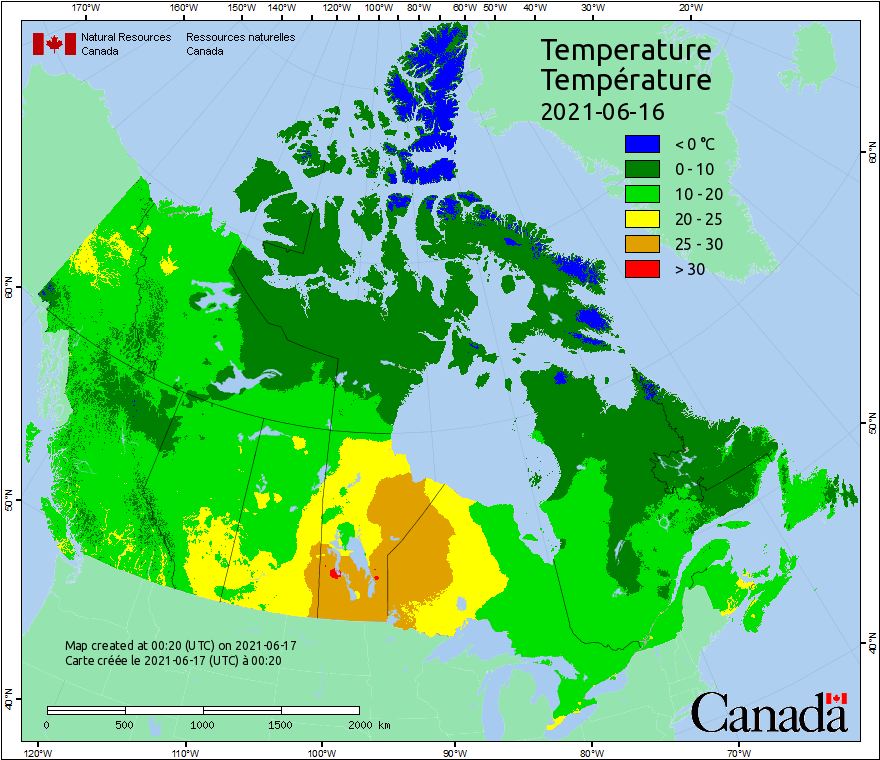 170°W 160°W 150°W 140°W 120°W 100°W 80°W 60°W 50°W 40°W 30°W 20°W
Natural Resources Ressources naturelles
Canada Canada
Temperature
Température
2021-06-16
< 0 °C
0 - 10
10 - 20
20 - 25
25 - 30
> 30
60°N
50°N
40°N
60°N
50°N
40°N
Map created at 00:20 (UTC) on 2021-06-17
Carte créée le 2021-06-17 (UTC) à 00:20
0 500 1000 1500 2000 km
Canada
120°W 110°W 100°W 90°W 80°W 70°W